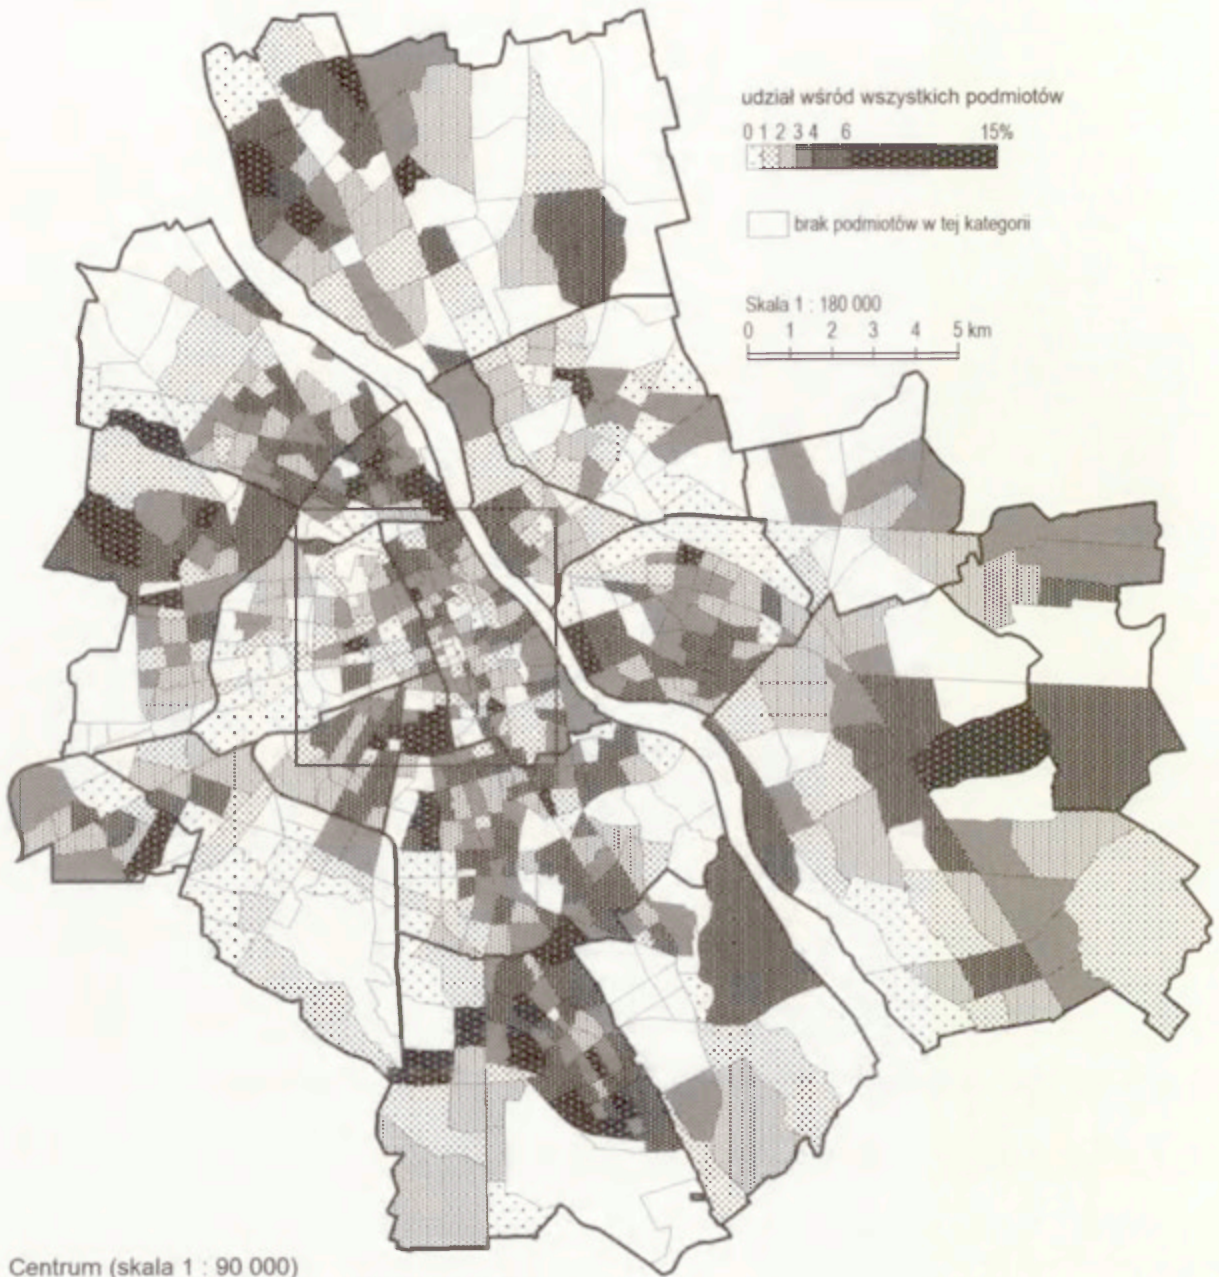 udział wśród wszystkich podmiotów
0 1 2 3 4 6 15%
brak podmiotów w tej kategorii
Skala 1 : 180 000
0 1 2 3 4 5 km
Centrum (skala 1 : 90 000)